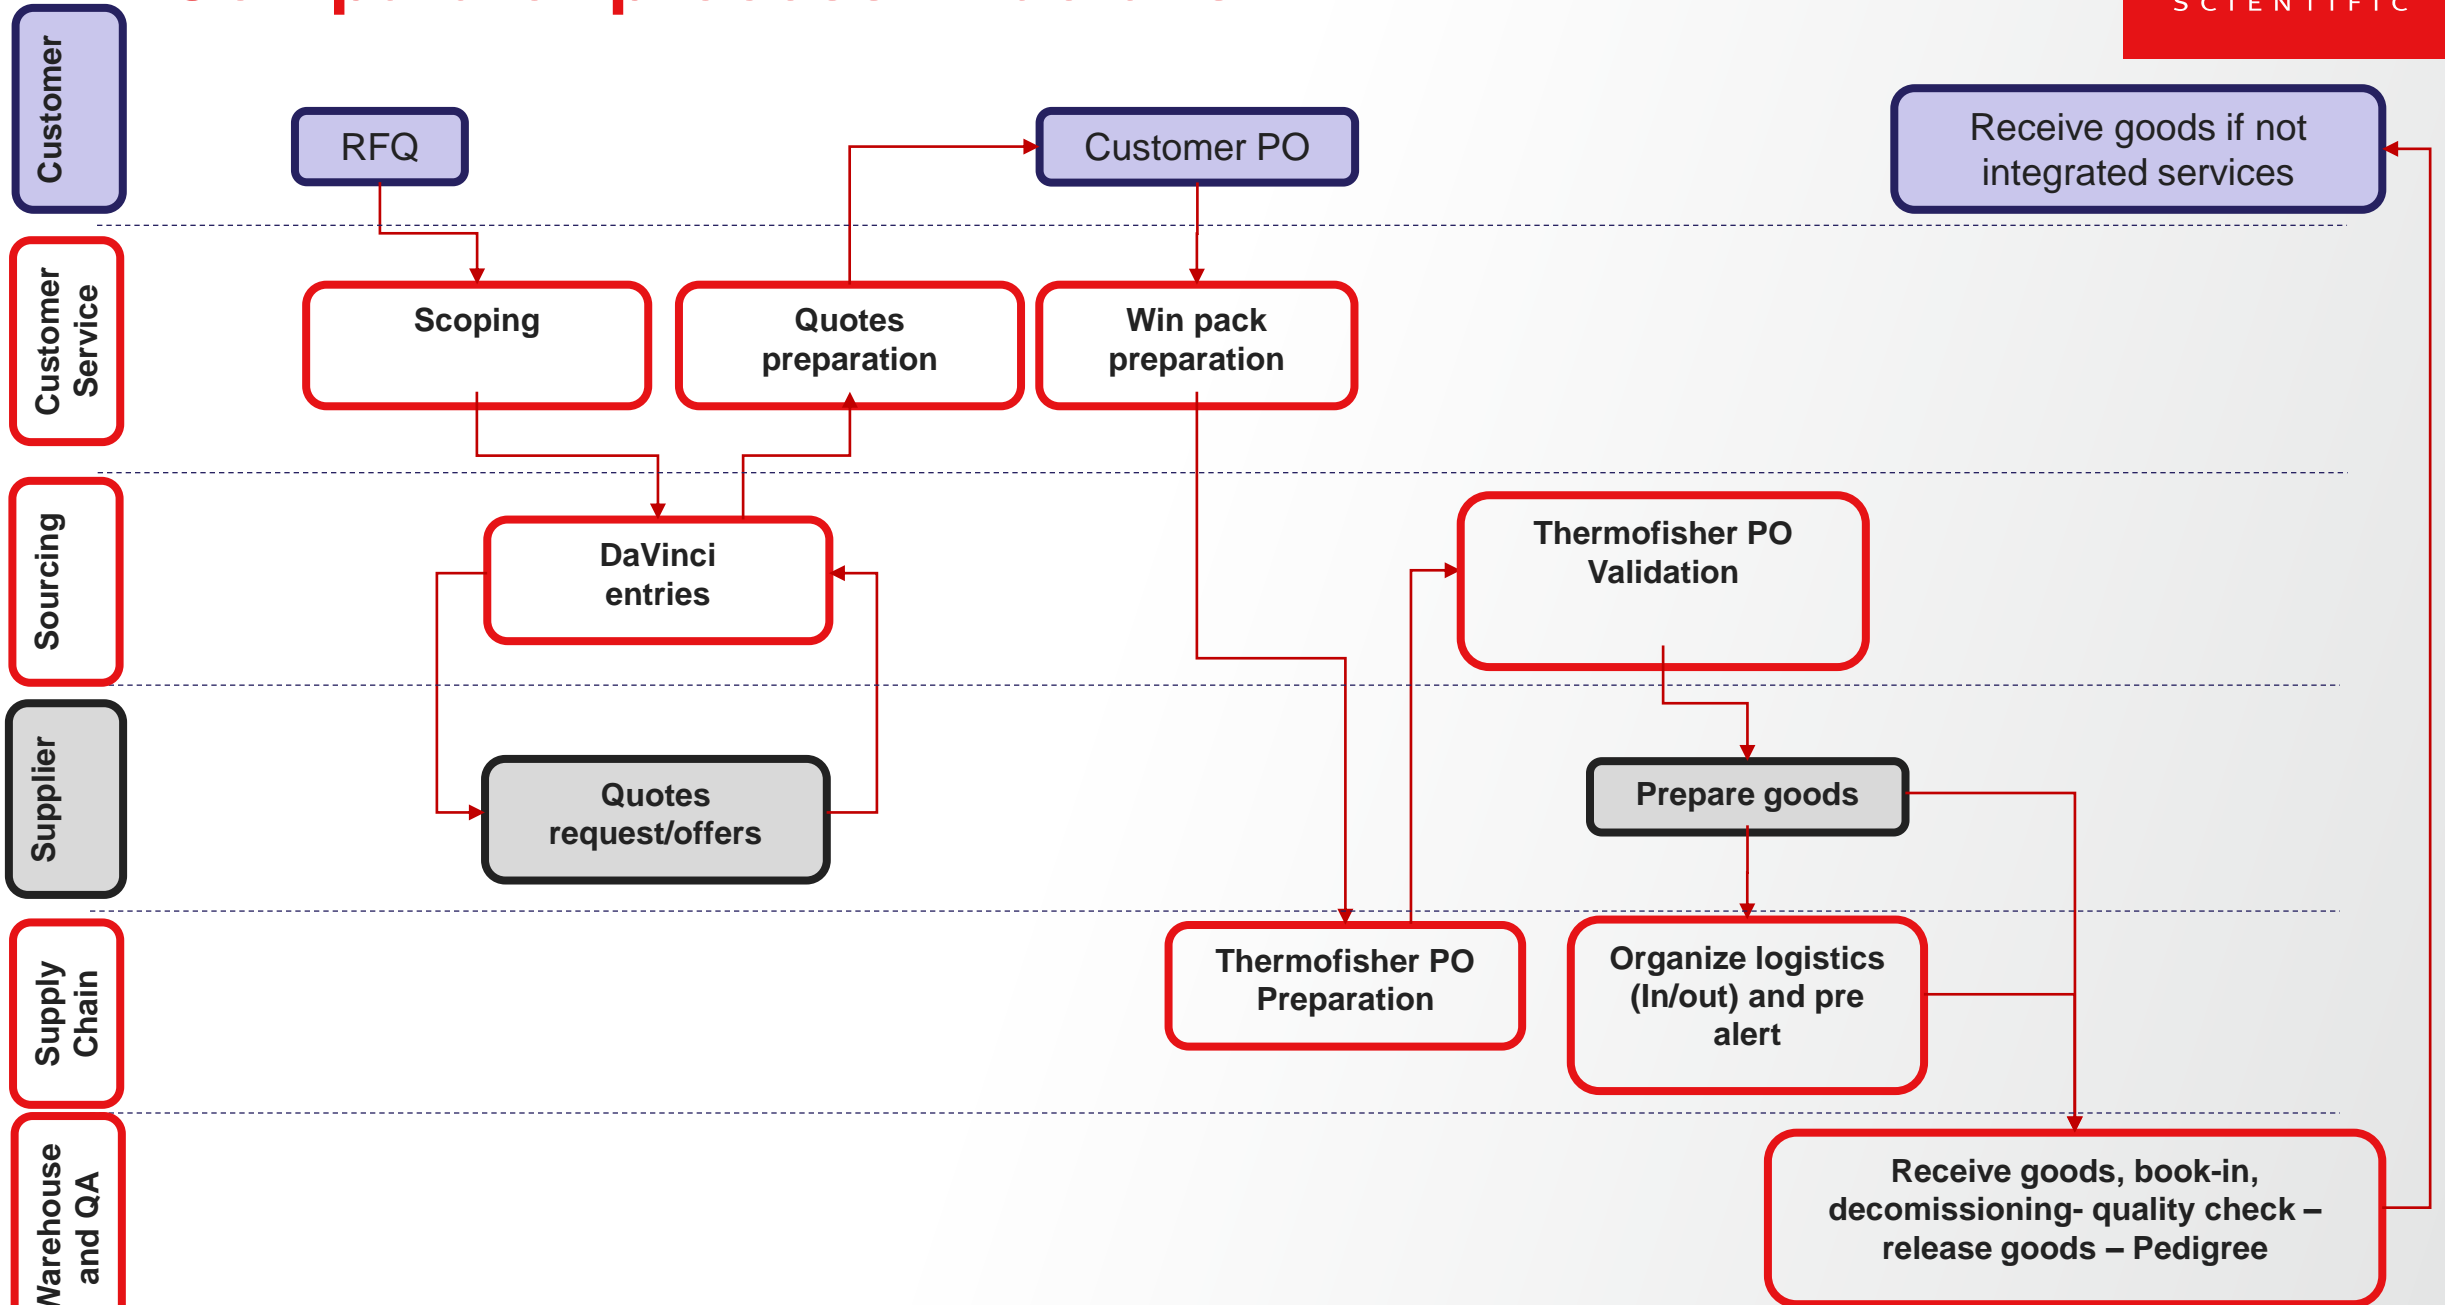 SCIENTIFIC
Customer
RFQ
Customer PO
Receive goods if not
integrated services
Customer
Service
Scoping
Quotes
preparation
Win pack
preparation
Sourcing
DaVinci
entries
Thermofisher PO
Validation
Supplier
Quotes
request/offers
Prepare goods
Supply
Chain
Thermofisher PO
Preparation
Organize logistics
(In/out) and pre
alert
Warehouse
and QA
Receive goods, book-in,
decomissioning- quality check –
release goods – Pedigree